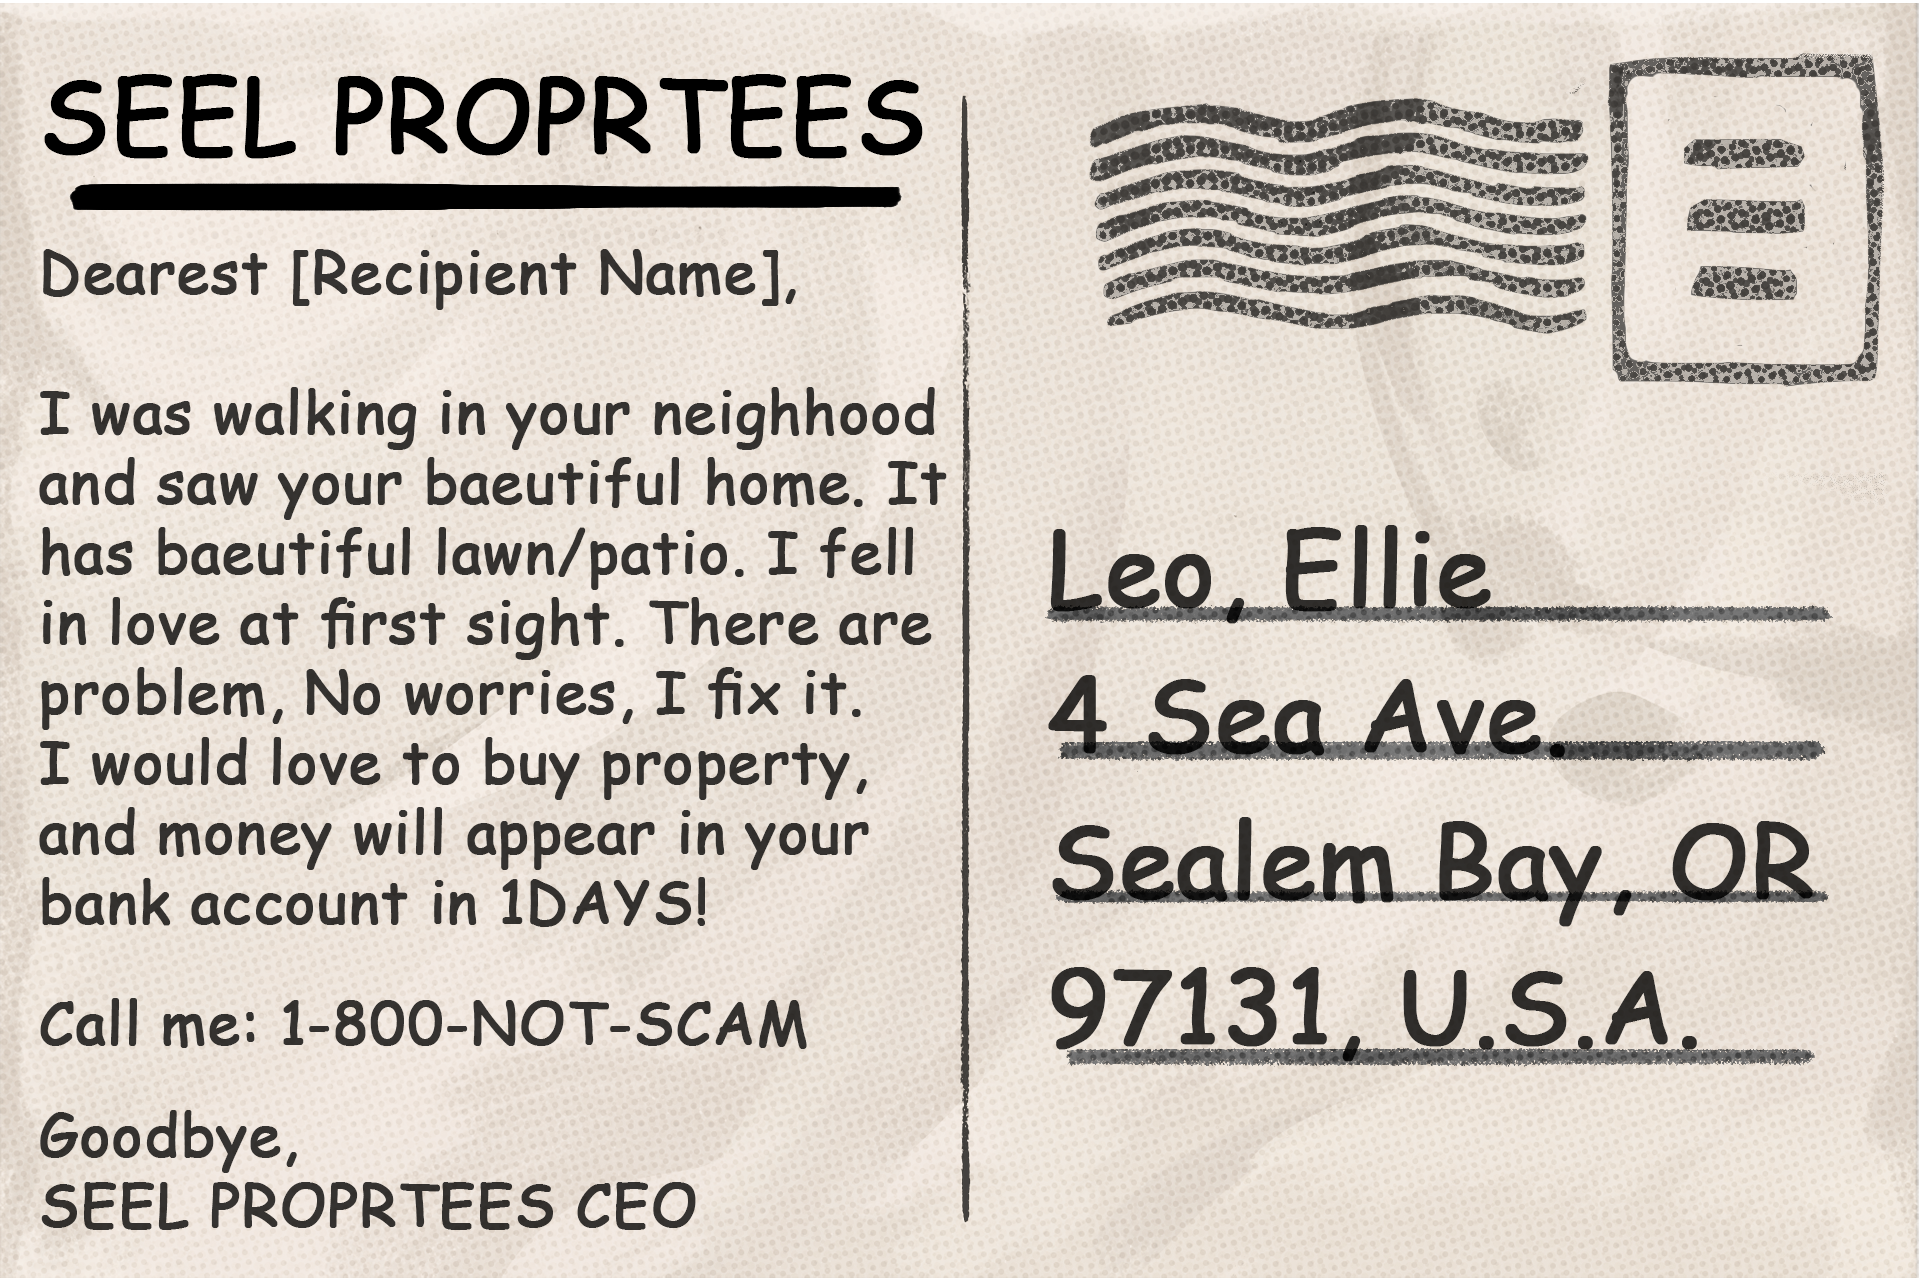 SEEL PROPRTEES
Dearest [Recipient Name],
I was walking in your neighhood
and saw your baeutiful home. It
has baeutiful lawn/patio. I fell
in love at first sight. There are
problem, No worries, I fix it.
I would love to buy property,
and money will appear in your
bank account in 1DAYS!
Call me: 1-800-NOT-SCAM
Goodbye,
SEEL PROPRTEES CEO
Leo, Ellie
4 Sea Ave.
Sealem Bay, OR
97131, U.S.A.